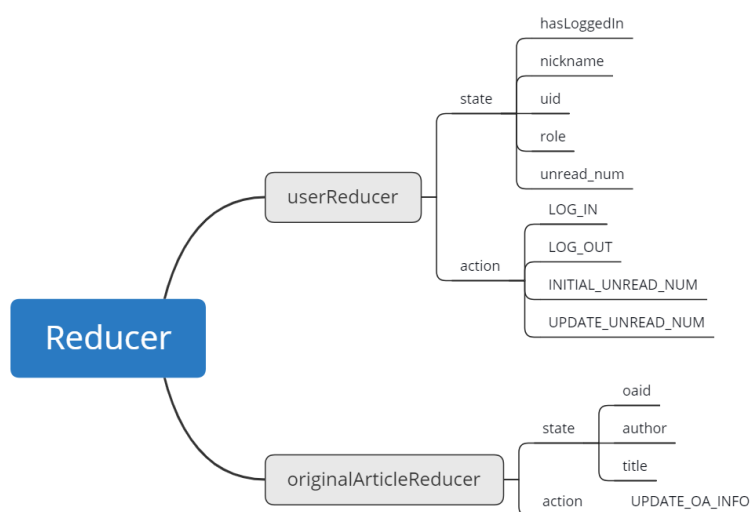 Reducer
userReducer
state
hasLoggedIn
nickname
uid
role
unread_num
action
LOG_IN
LOG_OUT
INITIAL_UNREAD_NUM
UPDATE_UNREAD_NUM
originalArticleReducer
state
oaid
author
title
action
UPDATE_OA_INFO